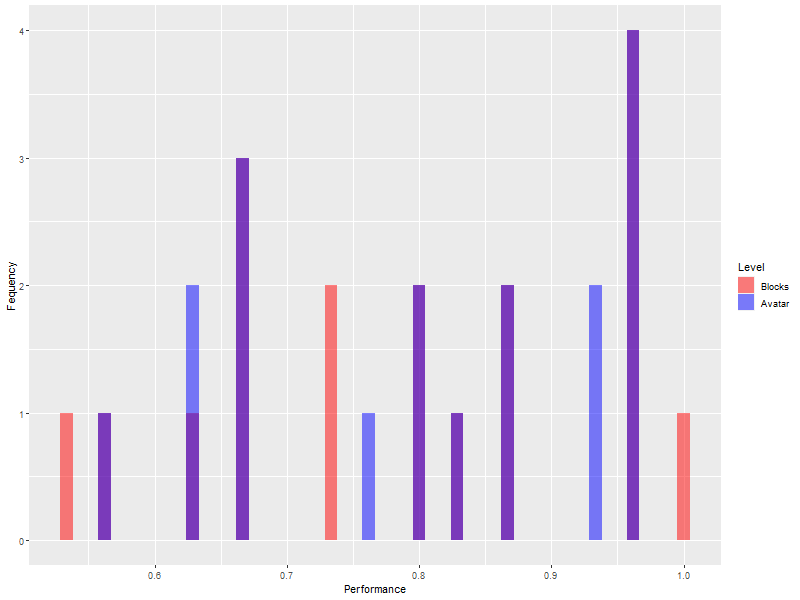 4
3
2
1
0
Fequency
0.6 0.7 0.8 0.9 1.0
Performance
Level
Blocks
Avatar